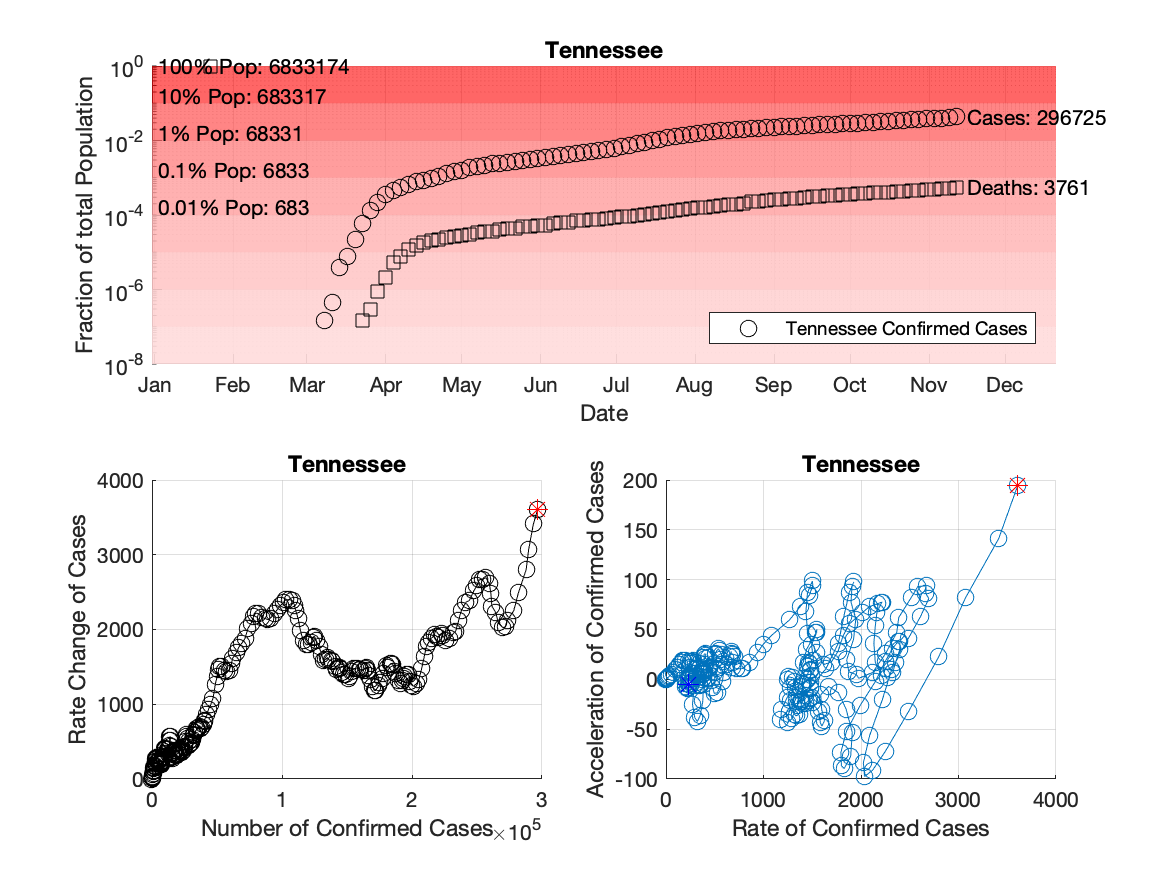 Tennessee
10^0
10^-2
10^-4
10^-6
10^-8
Fraction of total Population
100% Pop: 6833174
10% Pop: 683317
1% Pop: 68331
0.1% Pop: 6833
0.01% Pop: 683
Cases: 296725
Deaths: 3761
Tennessee Confirmed Cases
Jan Feb Mar Apr May Jun Jul Aug Sep Oct Nov Dec
Date
Tennessee
4000
3000
2000
1000
0
Rate Change of Cases
0 1 2 3
Number of Confirmed Cases ×10^5
Tennessee
200
150
100
50
0
-50
-100
Acceleration of Confirmed Cases
0 1000 2000 3000 4000
Rate of Confirmed Cases